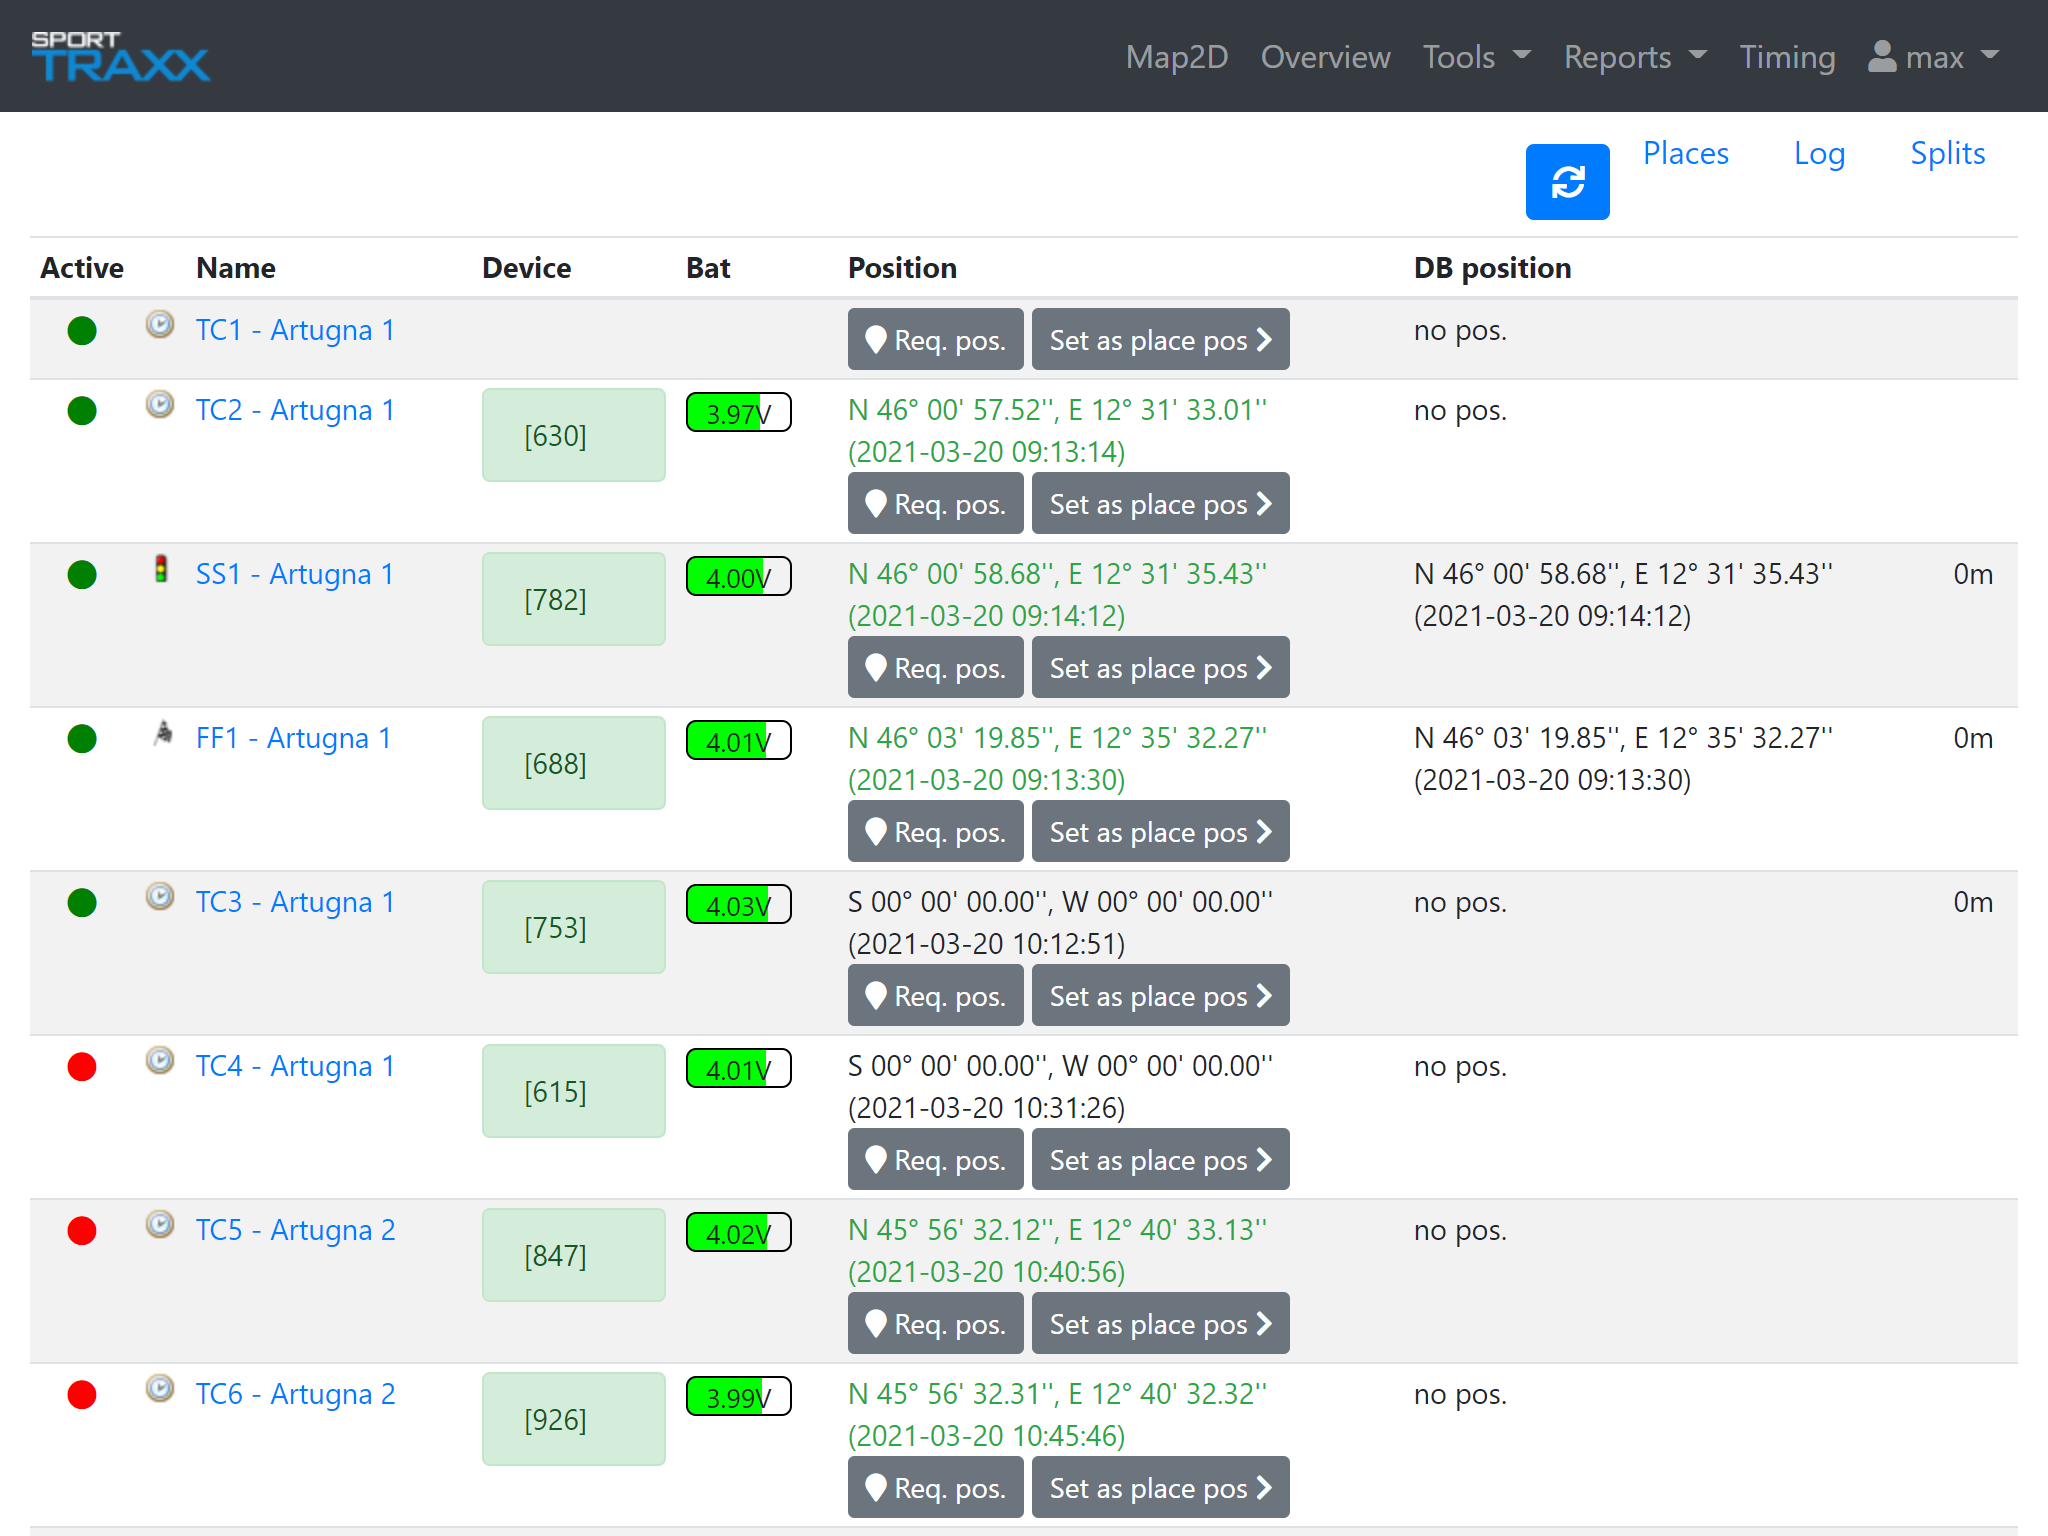 SPORT
TRAXX
Map2D Overview Tools Reports Timing max
Places Log Splits
Active Name Device Bat Position DB position
TC1 - Artugna 1 Req. pos. Set as place pos no pos.
TC2 - Artugna 1 [630] 3.97V N 46° 00' 57.52'', E 12° 31' 33.01'' no pos.
(2021-03-20 09:13:14)
Req. pos. Set as place pos
SS1 - Artugna 1 [782] 4.00V N 46° 00' 58.68'', E 12° 31' 35.43'' N 46° 00' 58.68'', E 12° 31' 35.43'' 0m
(2021-03-20 09:14:12) (2021-03-20 09:14:12)
Req. pos. Set as place pos
FF1 - Artugna 1 [688] 4.01V N 46° 03' 19.85'', E 12° 35' 32.27'' N 46° 03' 19.85'', E 12° 35' 32.27'' 0m
(2021-03-20 09:13:30) (2021-03-20 09:13:30)
Req. pos. Set as place pos
TC3 - Artugna 1 [753] 4.03V S 00° 00' 00.00'', W 00° 00' 00.00'' no pos. 0m
(2021-03-20 10:12:51)
Req. pos. Set as place pos
TC4 - Artugna 1 [615] 4.01V S 00° 00' 00.00'', W 00° 00' 00.00'' no pos.
(2021-03-20 10:31:26)
Req. pos. Set as place pos
TC5 - Artugna 2 [847] 4.02V N 45° 56' 32.12'', E 12° 40' 33.13'' no pos.
(2021-03-20 10:40:56)
Req. pos. Set as place pos
TC6 - Artugna 2 [926] 3.99V N 45° 56' 32.31'', E 12° 40' 32.32'' no pos.
(2021-03-20 10:45:46)
Req. pos. Set as place pos